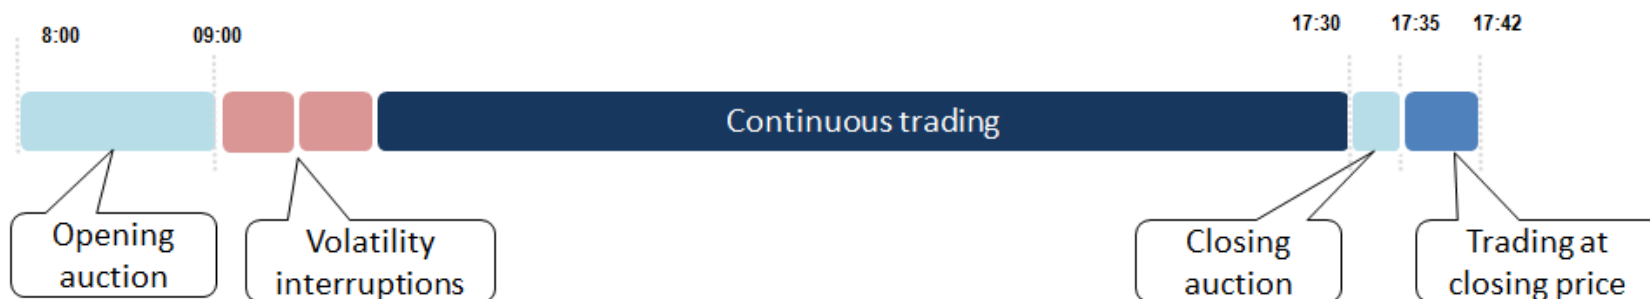 8:00
09:00
17:30
17:35
17:42
Continuous trading
Opening
auction
Volatility
interruptions
Closing
auction
Trading at
closing price